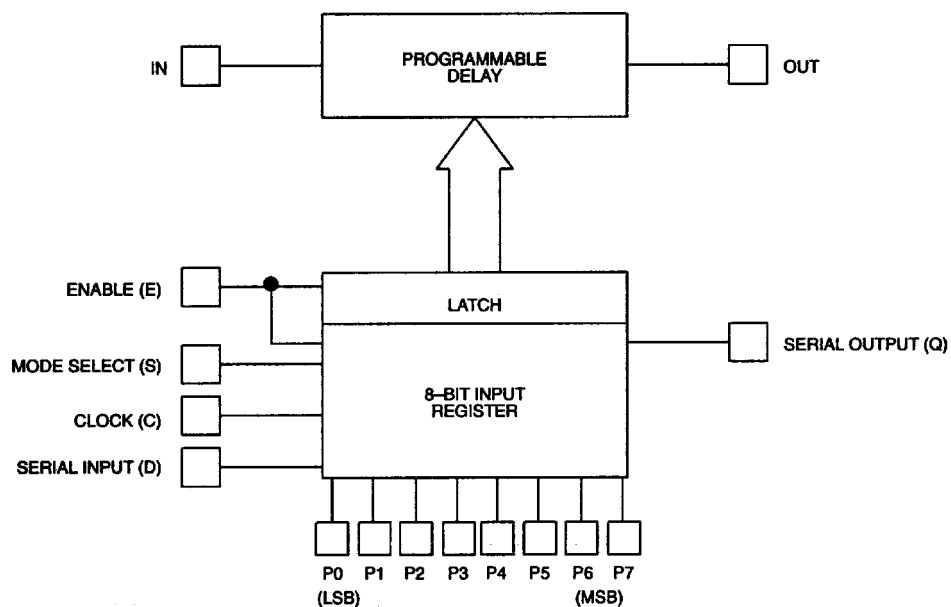 IN
PROGRAMMABLE
DELAY
OUT
ENABLE (E)
LATCH
MODE SELECT (S)
SERIAL OUTPUT (Q)
8–BIT INPUT
REGISTER
CLOCK (C)
SERIAL INPUT (D)
P0 P1 P2 P3 P4 P5 P6 P7
(LSB) (MSB)